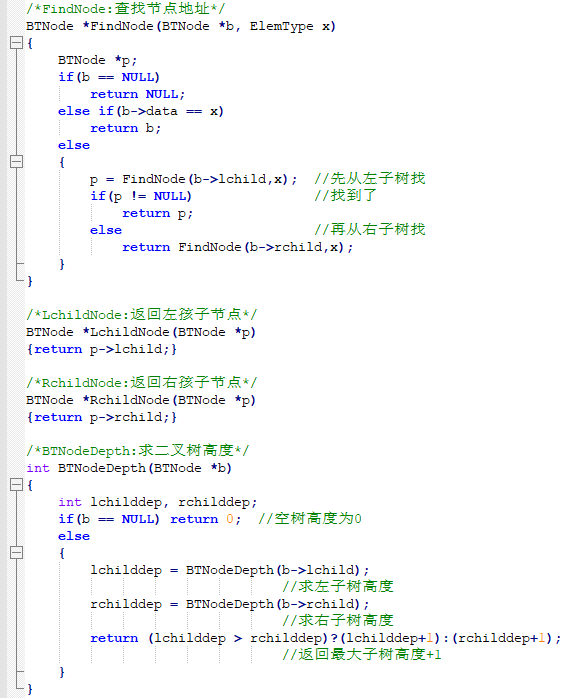 /*FindNode:查找节点地址*/
BTNode *FindNode(BTNode *b, ElemType x)
{
    BTNode *p;
    if(b == NULL)
        return NULL;
    else if(b->data == x)
        return b;
    else
    {
        p = FindNode(b->lchild,x);  //先从左子树找
        if(p != NULL)               //找到了
            return p;
        else                        //再从右子树找
            return FindNode(b->rchild,x);
    }
}

/*LchildNode:返回左孩子节点*/
BTNode *LchildNode(BTNode *p)
{return p->lchild;}

/*RchildNode:返回右孩子节点*/
BTNode *RchildNode(BTNode *p)
{return p->rchild;}

/*BTNodeDepth:求二叉树高度*/
int BTNodeDepth(BTNode *b)
{
    int lchilddep, rchilddep;
    if(b == NULL) return 0;  //空树高度为0
    else
    {
        lchilddep = BTNodeDepth(b->lchild);
                                //求左子树高度
        rchilddep = BTNodeDepth(b->rchild);
                                //求右子树高度
        return (lchilddep > rchilddep)?(lchilddep+1):(rchilddep+1);
                                //返回最大子树高度+1
    }
}